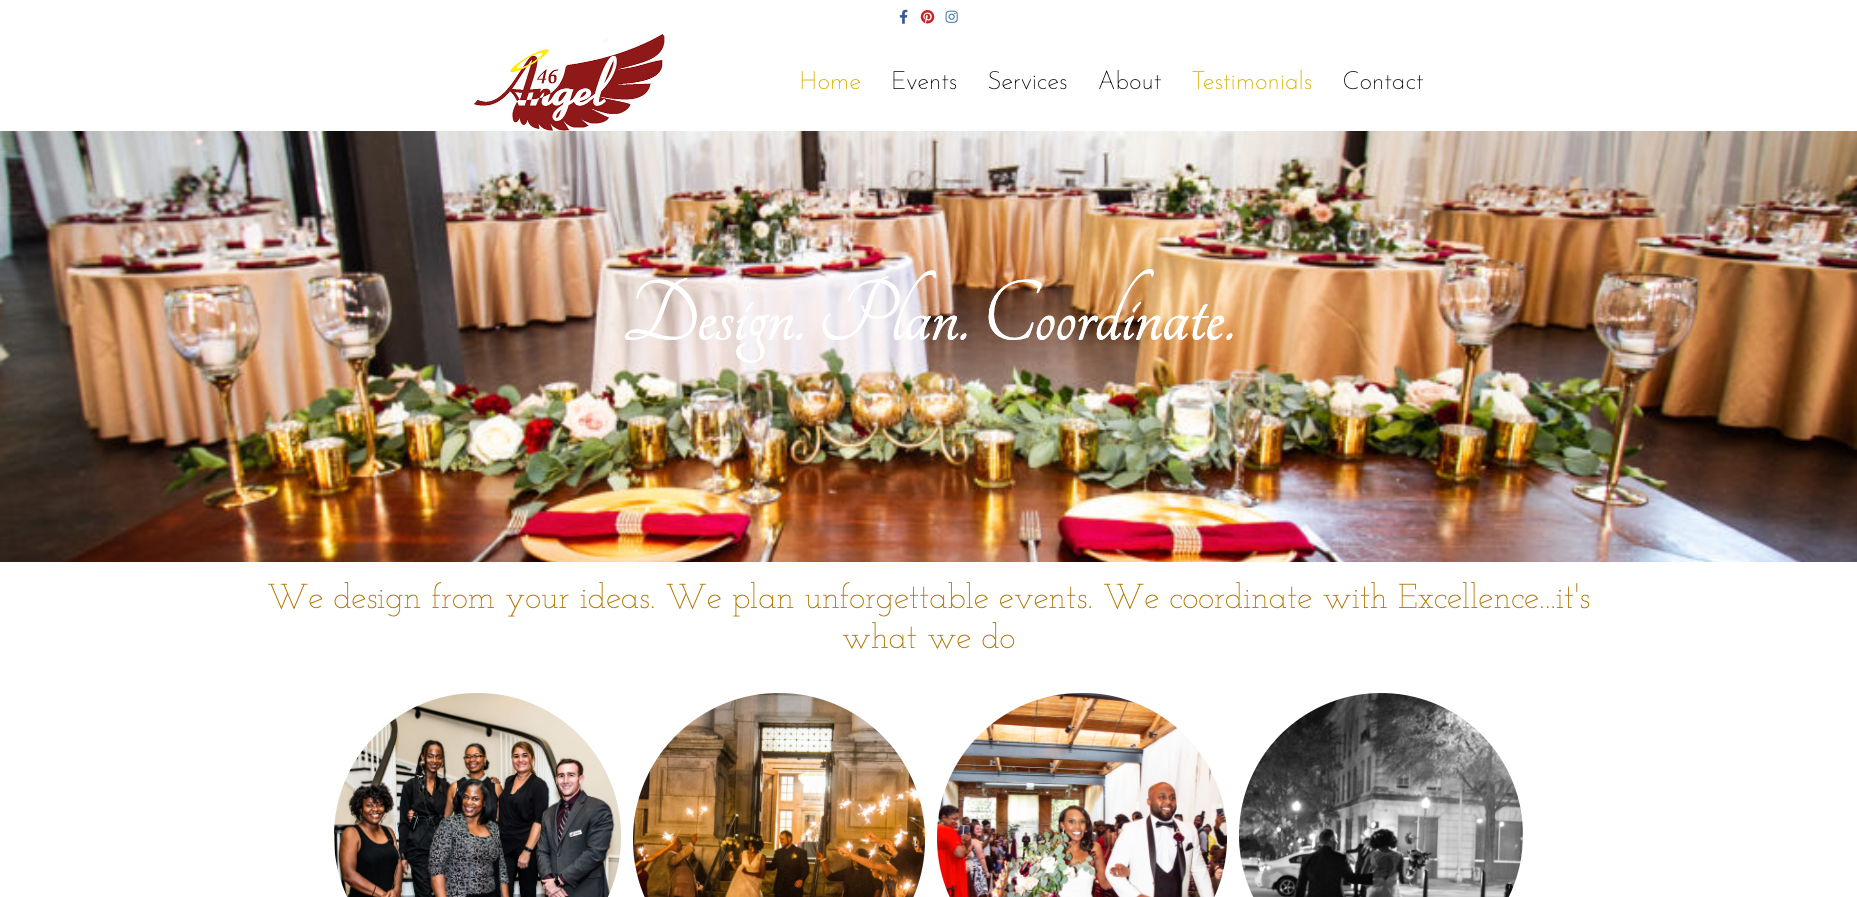 46
Angel
Home Events Services About Testimonials Contact
Design. Plan. Coordinate.
We design from your ideas. We plan unforgettable events. We coordinate with Excellence...it's
what we do